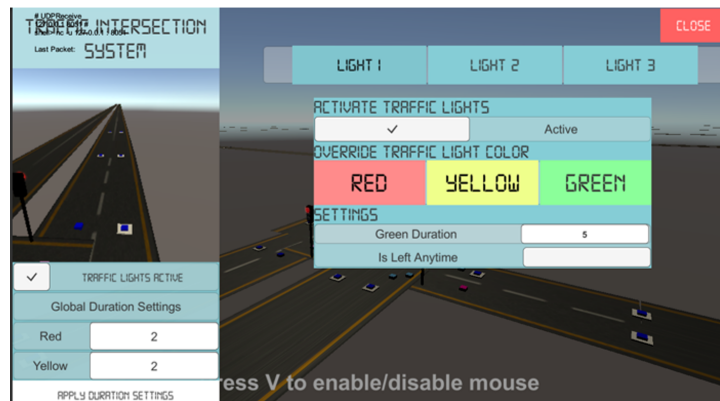 # UDPReceive
TRAFFIC INTERSECTION
Last Packet:
SYSTEM
CLOSE
LIGHT 1
LIGHT 2
LIGHT 3
ACTIVATE TRAFFIC LIGHTS
Active
OVERRIDE TRAFFIC LIGHT COLOR
RED
YELLOW
GREEN
SETTINGS
Green Duration
5
Is Left Anytime
TRAFFIC LIGHTS ACTIVE
Global Duration Settings
Red
2
Yellow
2
APPLY DURATION SETTINGS
ress V to enable/disable mouse